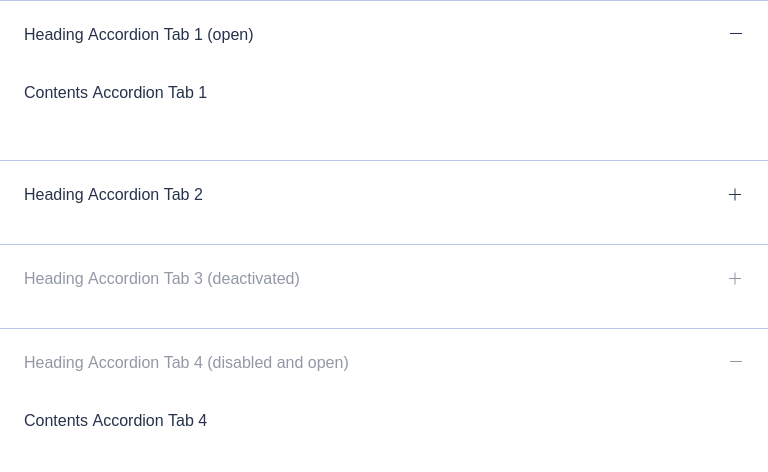 Heading Accordion Tab 1 (open)
Contents Accordion Tab 1
Heading Accordion Tab 2
Heading Accordion Tab 3 (deactivated)
Heading Accordion Tab 4 (disabled and open)
Contents Accordion Tab 4